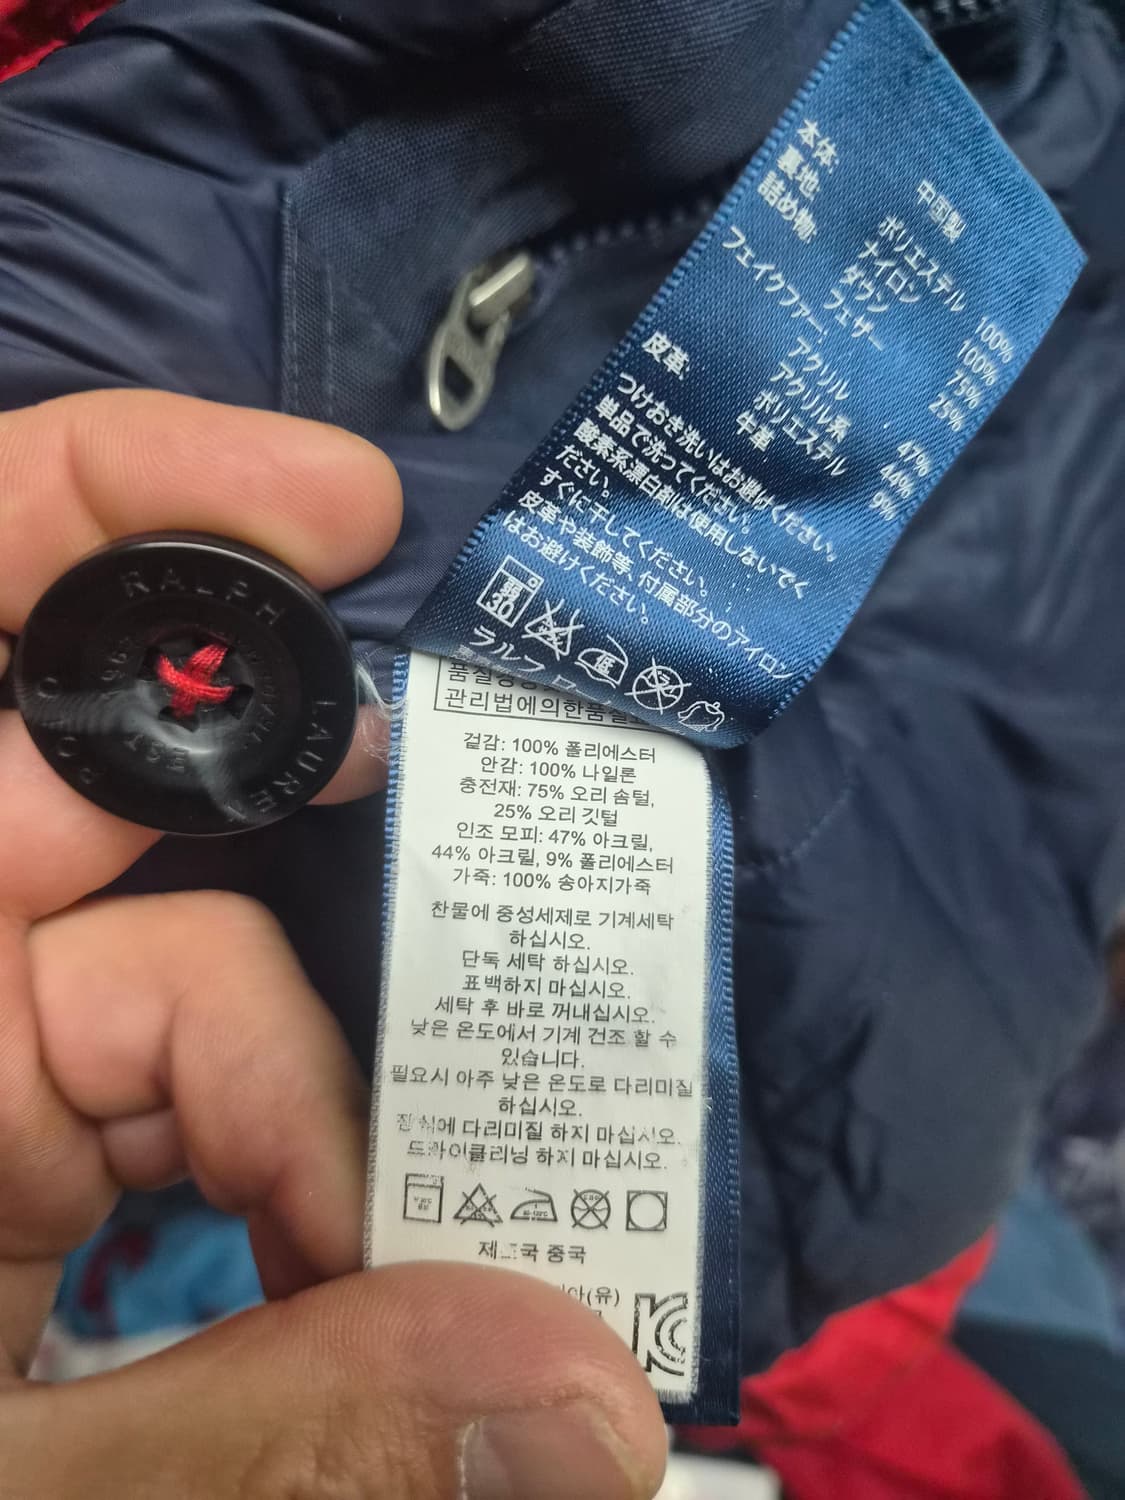 中国製
本体: ポリエステル 100%
裏地: ナイロン 100%
詰め物: ダウン 75%
フェザー 25%
フェイクファー
アクリル 47%
アクリル系 44%
ポリエステル 9%
皮革: 牛革
つけおき洗いはお避けください。
単品で洗ってください。
酸素系漂白剤は使用しないでく
ださい。
すぐに干してください。
皮革や装飾等、付属部分のアイロン
はお避けください。
30
ラルフ
RALPH
LAUREN
POLO
관리법에의한품질
겉감: 100% 폴리에스터
안감: 100% 나일론
충전재: 75% 오리 솜털,
25% 오리 깃털
인조 모피: 47% 아크릴,
44% 아크릴, 9% 폴리에스터
가죽: 100% 송아지가죽
찬물에 중성세제로 기계세탁
하십시오.
단독 세탁 하십시오.
표백하지 마십시오.
세탁 후 바로 꺼내십시오.
낮은 온도에서 기계 건조 할 수
있습니다.
필요시 아주 낮은 온도로 다리미질
하십시오.
장식에 다리미질 하지 마십시오.
드라이클리닝 하지 마십시오.
제조국 중국
(유)
KC